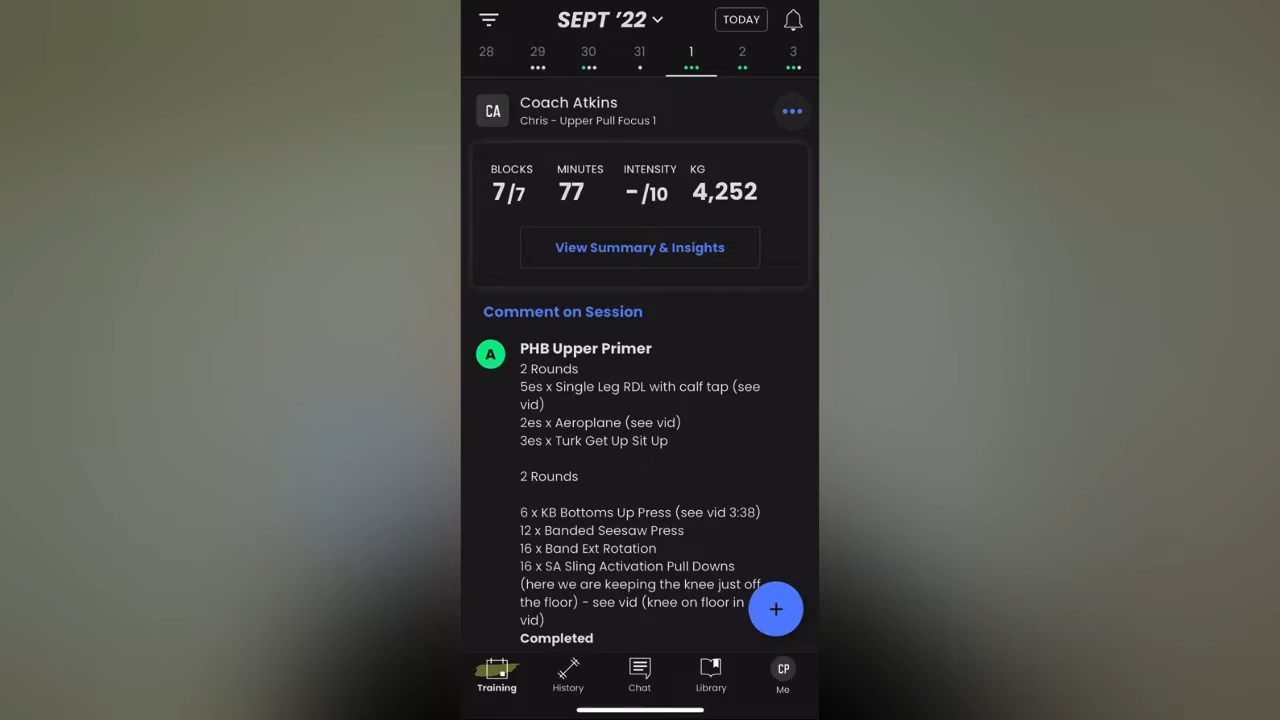 SEPT '22
TODAY
28 29 30 31 1 2 3
CA
Coach Atkins
Chris - Upper Pull Focus 1
BLOCKS MINUTES INTENSITY KG
7/7 77 -/10 4,252
View Summary & Insights
Comment on Session
A
PHB Upper Primer
2 Rounds
5es x Single Leg RDL with calf tap (see
vid)
2es x Aeroplane (see vid)
3es x Turk Get Up Sit Up
2 Rounds
6 x KB Bottoms Up Press (see vid 3:38)
12 x Banded Seesaw Press
16 x Band Ext Rotation
16 x SA Sling Activation Pull Downs
(here we are keeping the knee just off
the floor) - see vid (knee on floor in
vid)
Completed
+
CP
Training History Chat Library Me